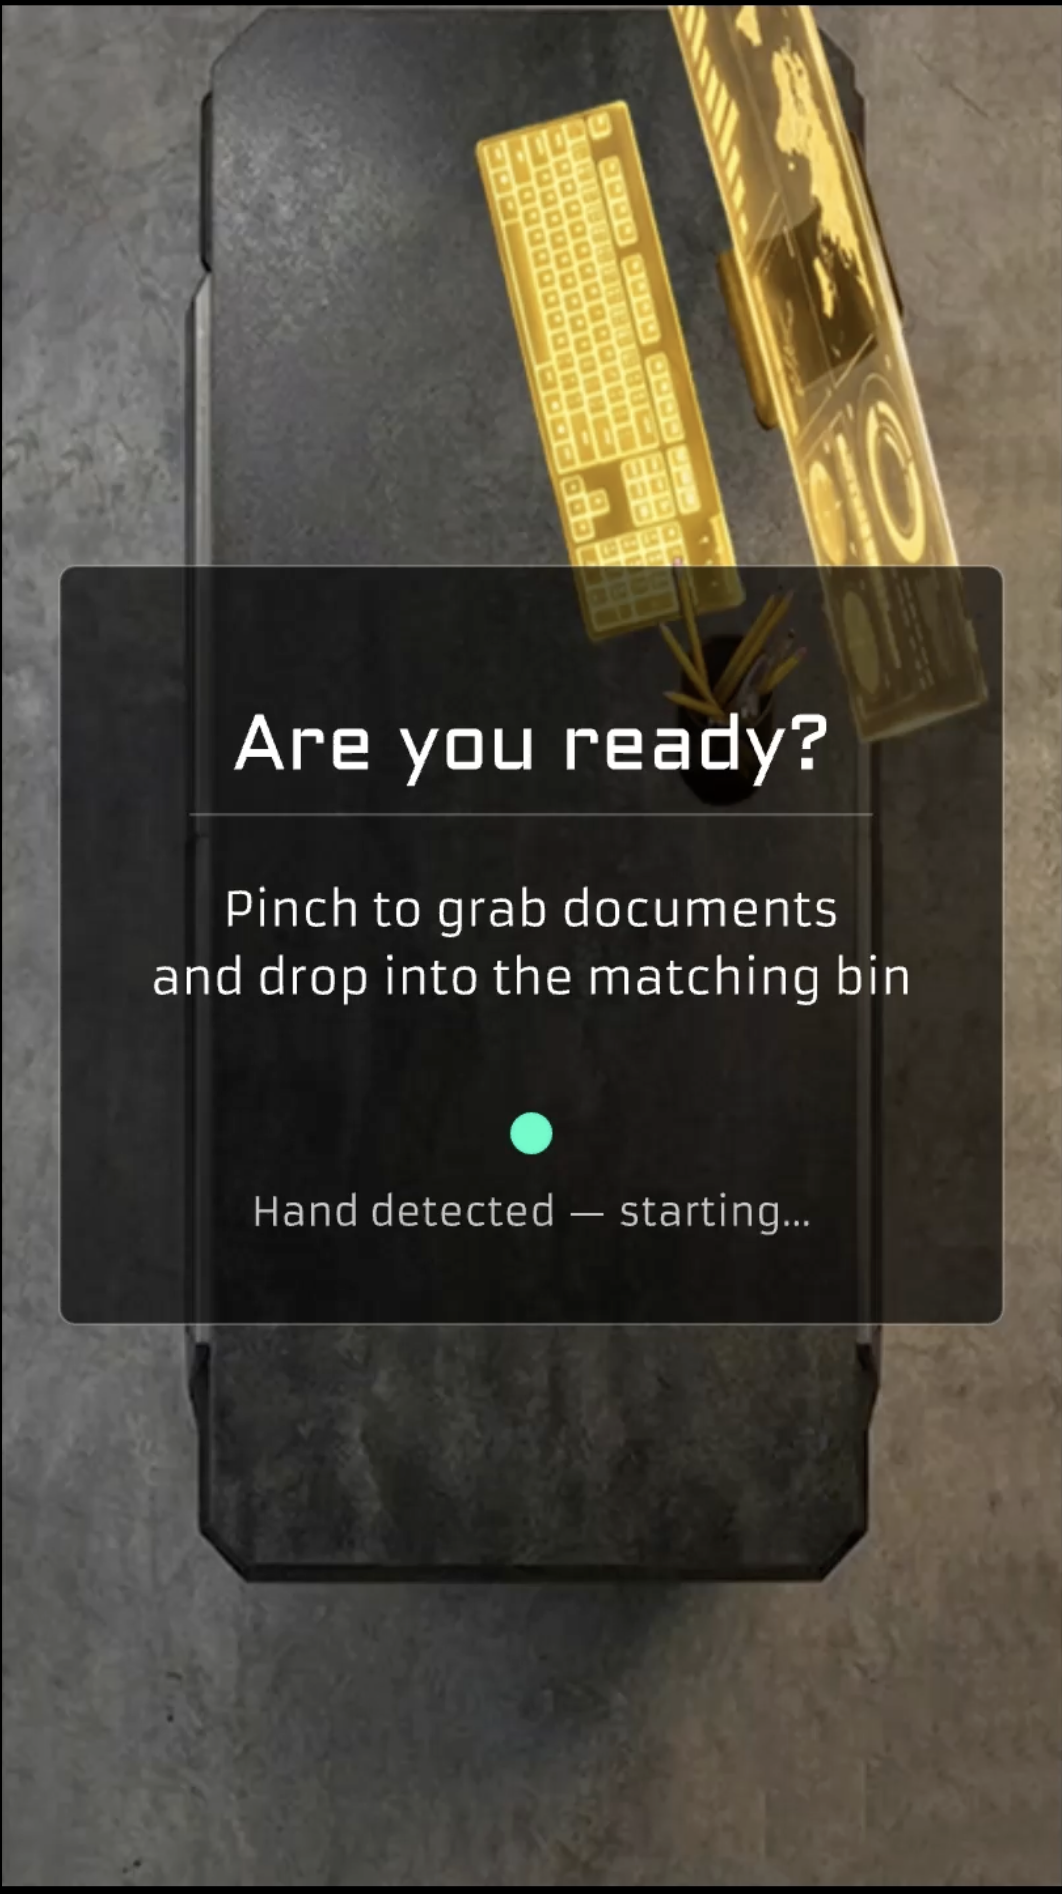 Are you ready?
Pinch to grab documents
and drop into the matching bin
Hand detected — starting...